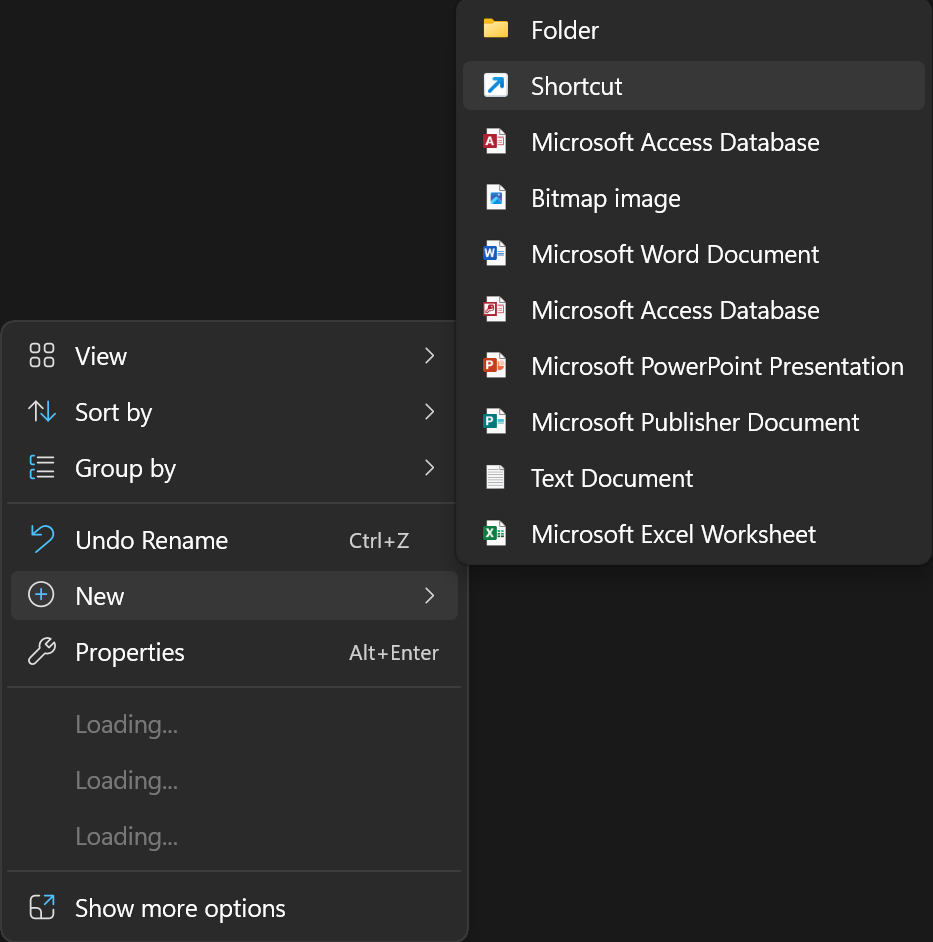 Folder
Shortcut
Microsoft Access Database
Bitmap image
Microsoft Word Document
Microsoft Access Database
Microsoft PowerPoint Presentation
Microsoft Publisher Document
Text Document
Microsoft Excel Worksheet
View
Sort by
Group by
Undo Rename Ctrl+Z
New
Properties Alt+Enter
Loading...
Loading...
Loading...
Show more options